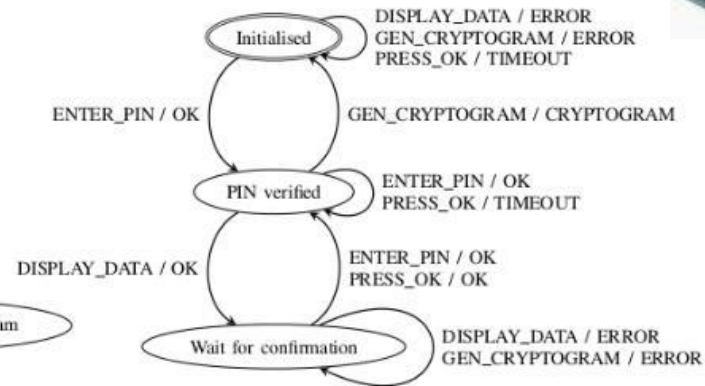 DISPLAY_DATA / ERROR
Initialised
GEN_CRYPTOGRAM / ERROR
PRESS_OK / TIMEOUT
ENTER_PIN / OK
GEN_CRYPTOGRAM / CRYPTOGRAM
PIN verified
ENTER_PIN / OK
PRESS_OK / TIMEOUT
DISPLAY_DATA / OK
ENTER_PIN / OK
PRESS_OK / OK
am
Wait for confirmation
DISPLAY_DATA / ERROR
GEN_CRYPTOGRAM / ERROR